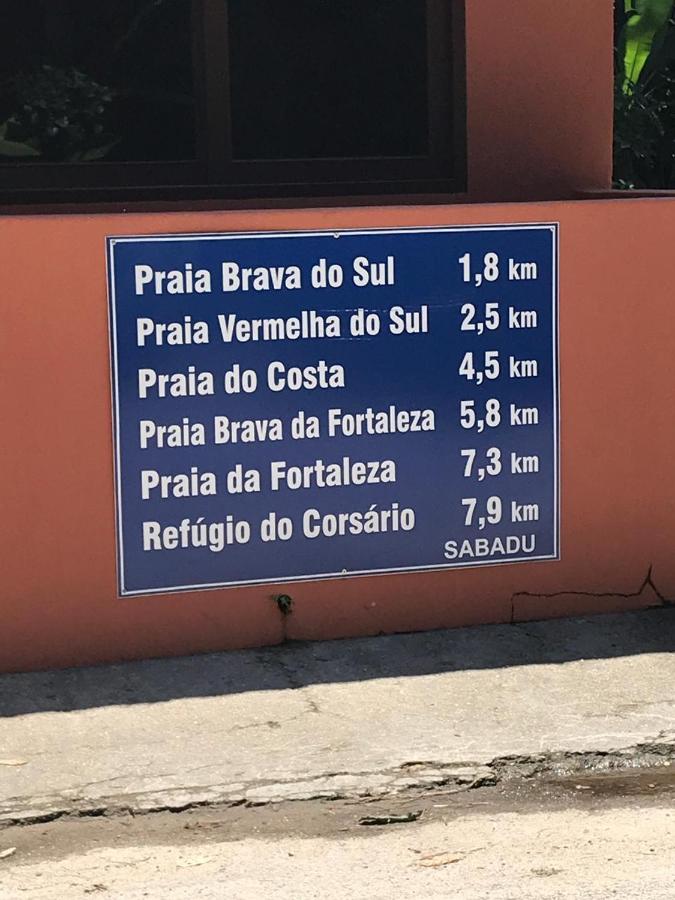 Praia Brava do Sul 1,8 km
Praia Vermelha do Sul 2,5 km
Praia do Costa 4,5 km
Praia Brava da Fortaleza 5,8 km
Praia da Fortaleza 7,3 km
Refúgio do Corsário 7,9 km
SABADU